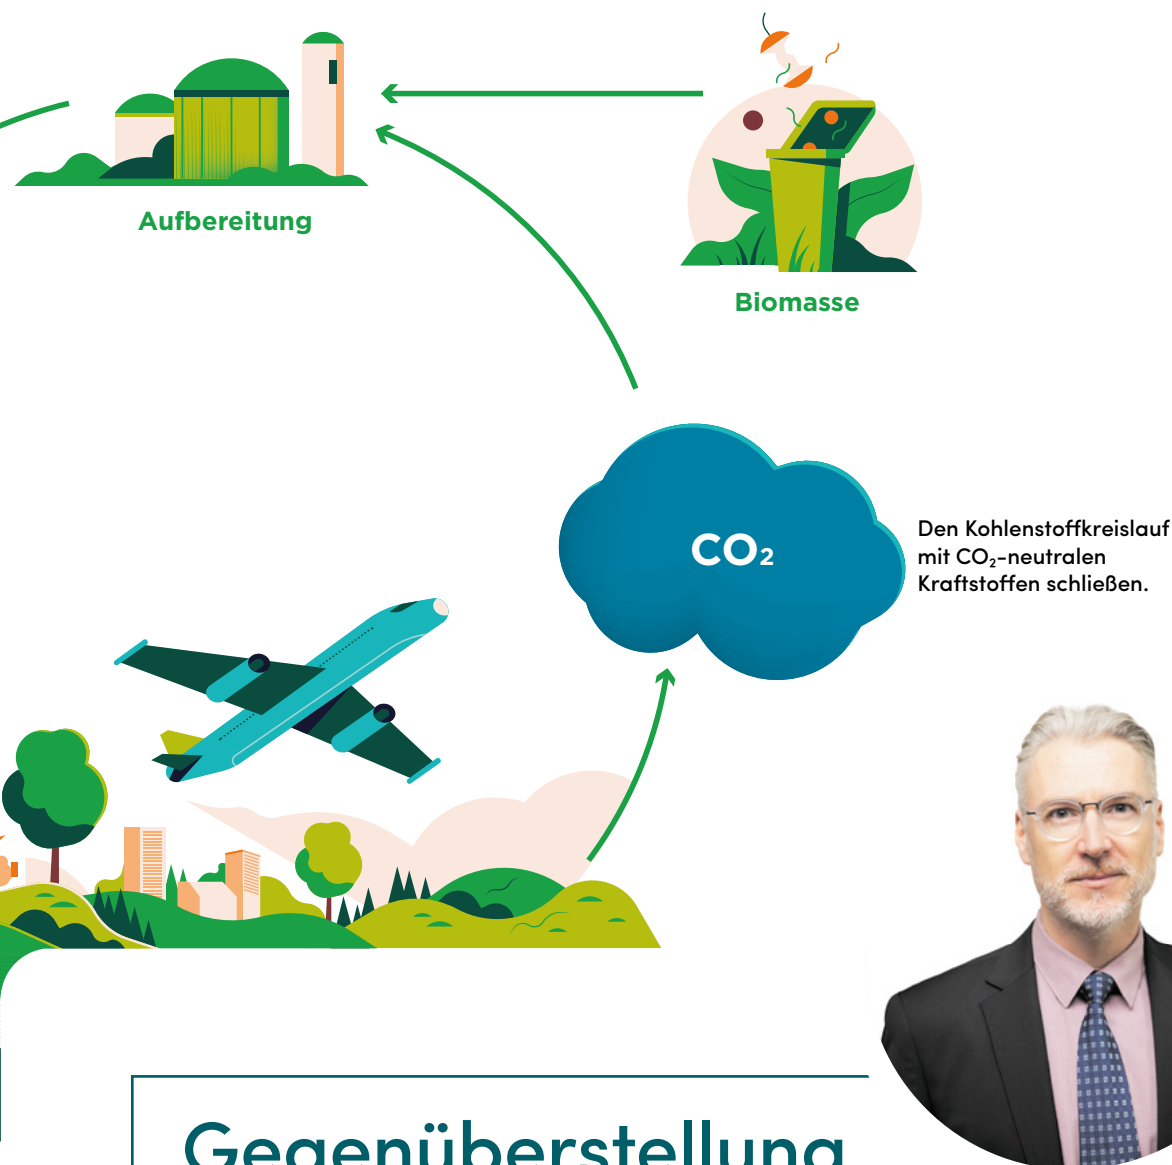 Aufbereitung
Biomasse
CO₂
Den Kohlenstoffkreislauf
mit CO₂-neutralen
Kraftstoffen schließen.
Gegenüberstellung